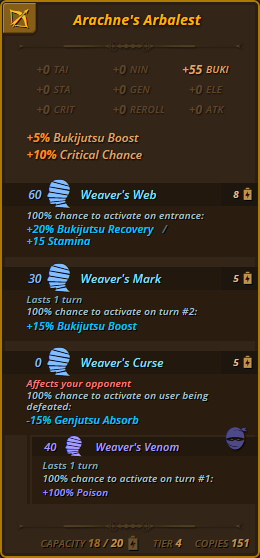 Arachne's Arbalest
+0 TAI +0 NIN +55 BUKI
+0 STA +0 GEN +0 ELE
+0 CRIT +0 REROLL +0 ATK
+5% Bukijutsu Boost
+10% Critical Chance
60 Weaver's Web 8
100% chance to activate on entrance:
+20% Bukijutsu Recovery /
+15 Stamina
30 Weaver's Mark 5
Lasts 1 turn
100% chance to activate on turn #2:
+15% Bukijutsu Boost
0 Weaver's Curse 5
Affects your opponent
100% chance to activate on user being
defeated:
-15% Genjutsu Absorb
40 Weaver's Venom
Lasts 1 turn
100% chance to activate on turn #1:
+100% Poison
CAPACITY 18 / 20 TIER 4 COPIES 151